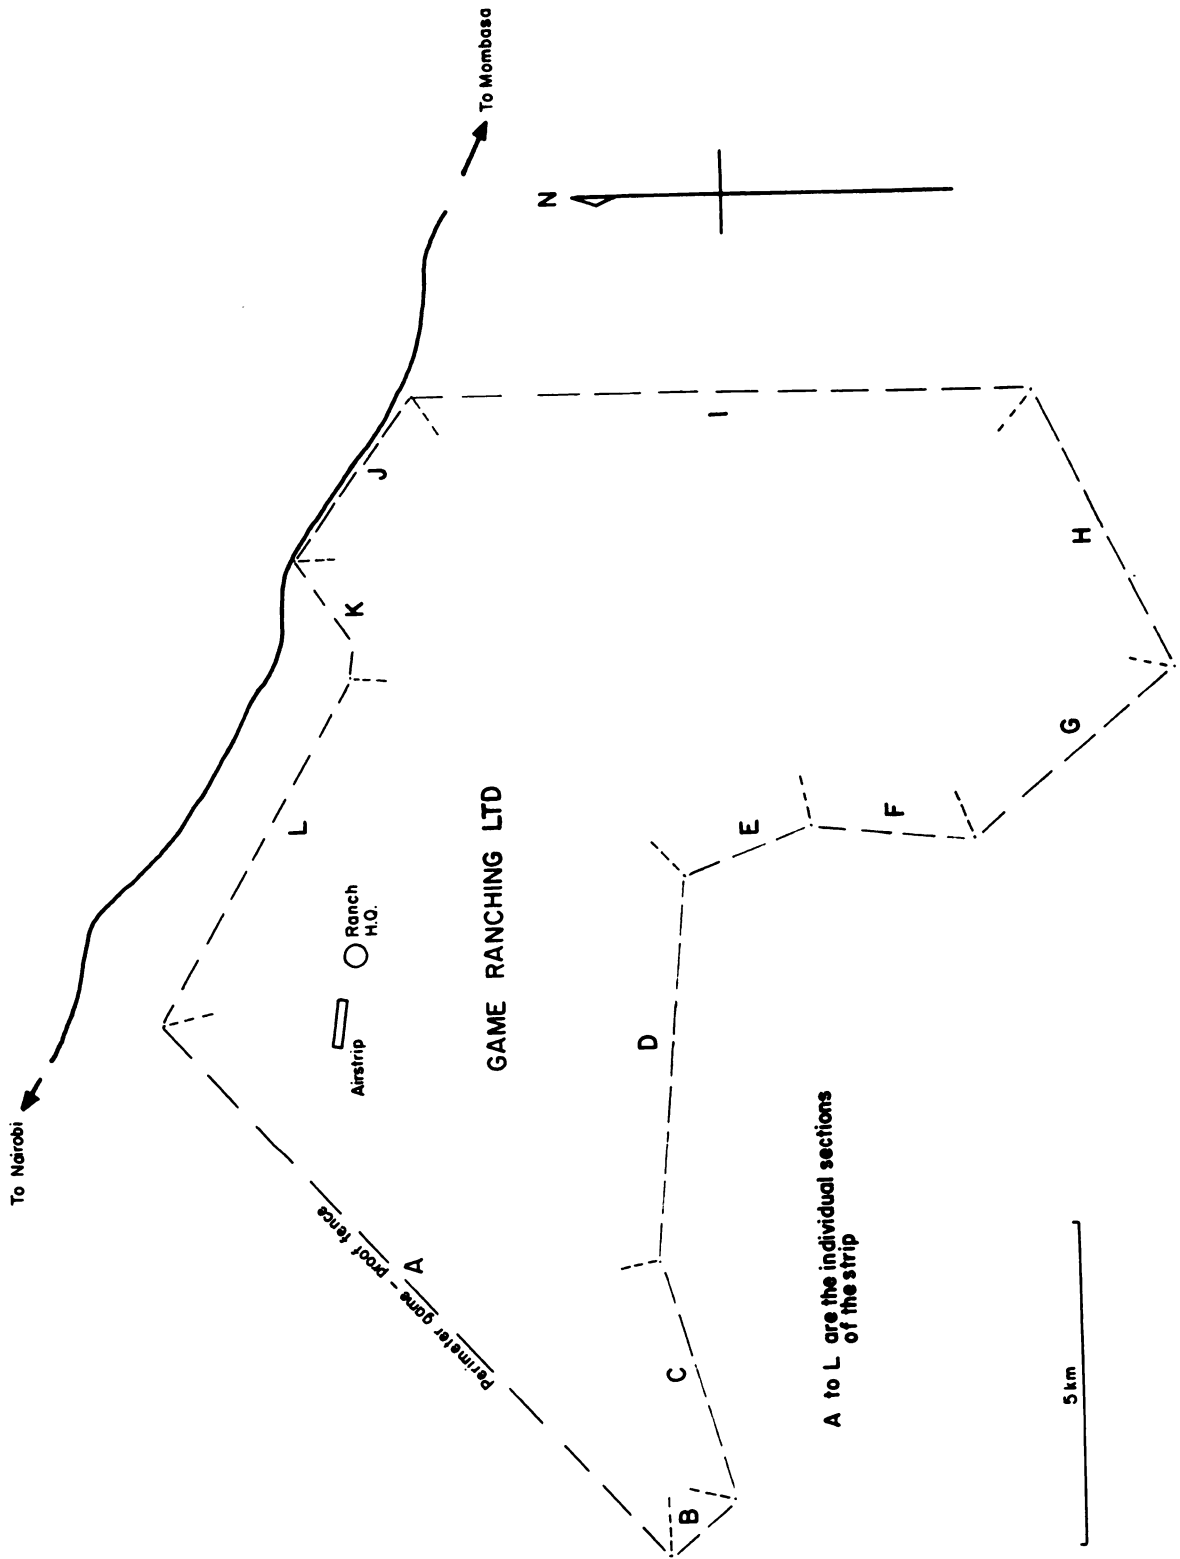 To Nairobi
To Mombasa
N
A
Perimeter game - proof fence
L
K
J
I
Airstrip
Ranch
H.Q.
GAME RANCHING LTD
B
C
D
E
F
G
H
A to L are the individual sections
of the strip
5 km